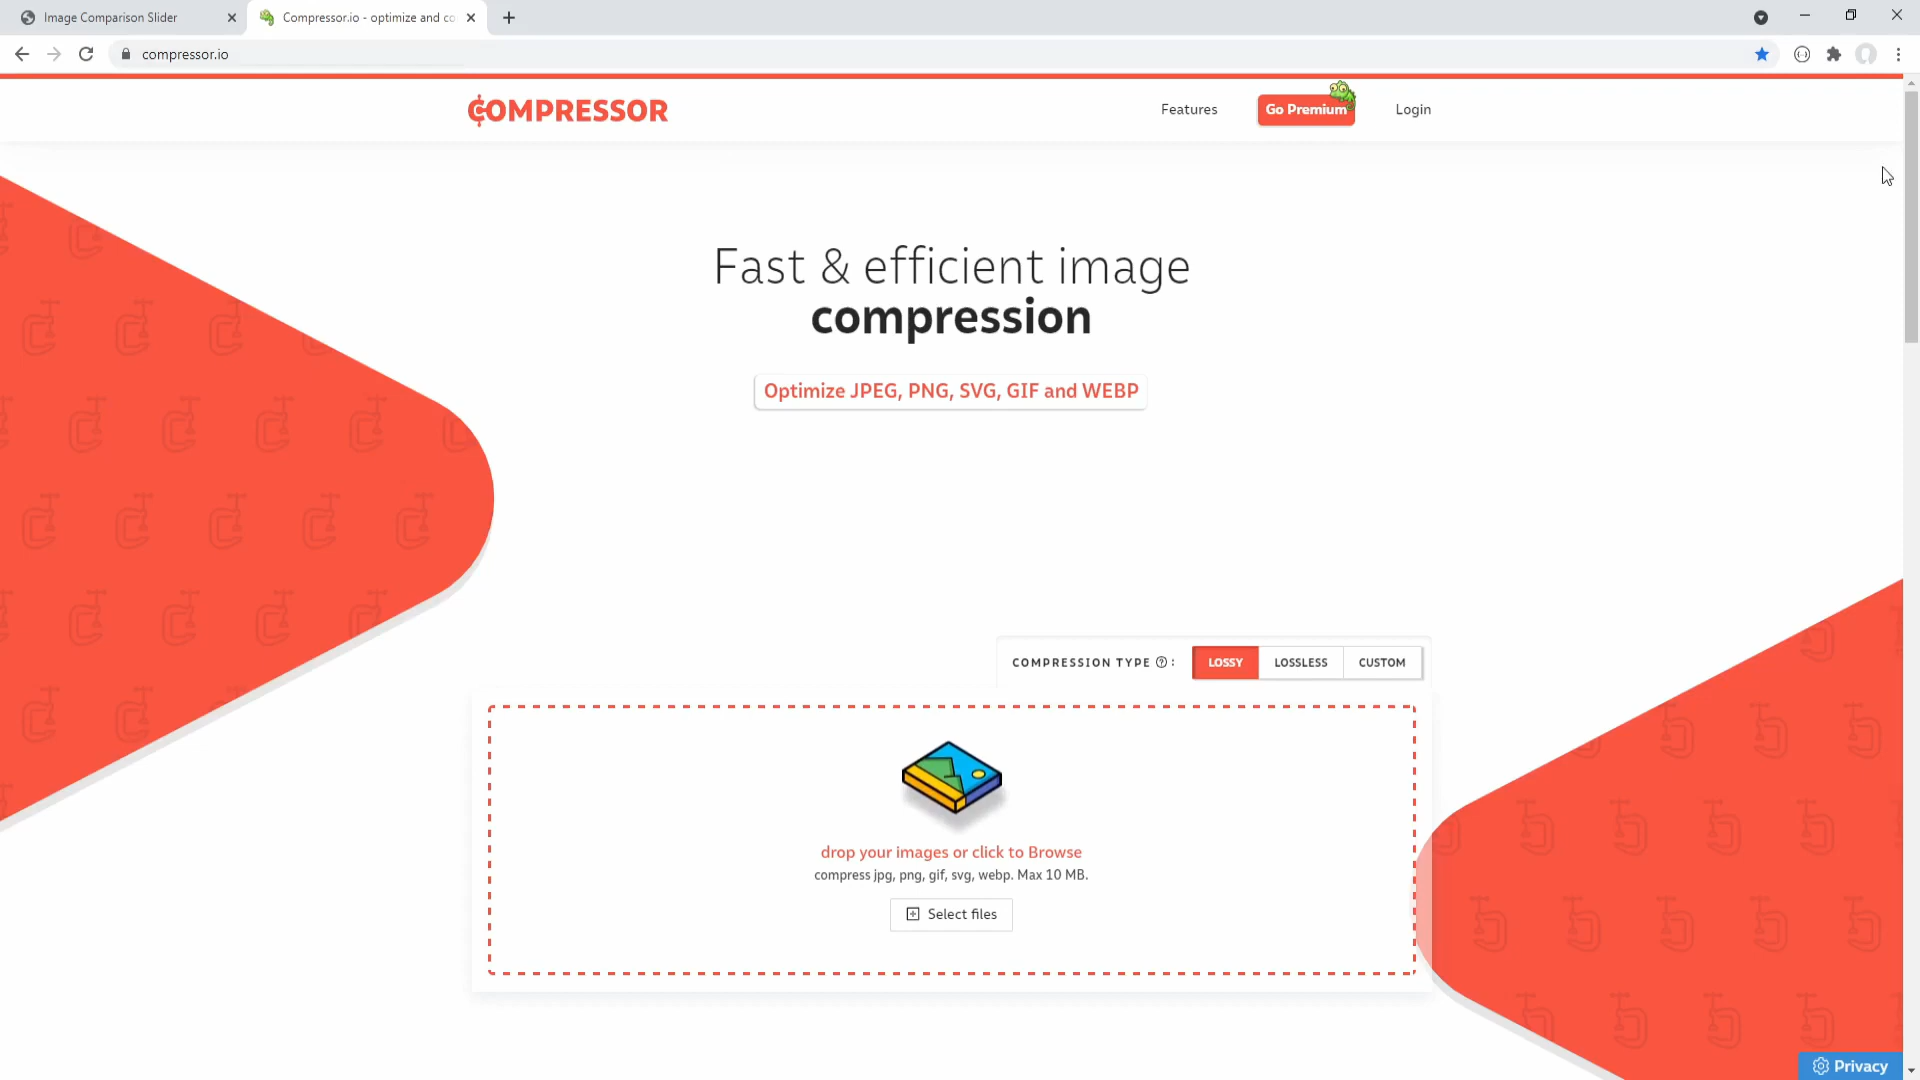 Image Comparison Slider
Compressor.io - optimize and co
compressor.io
COMPRESSOR
Features
Go Premium
Login
Fast & efficient image
compression
Optimize JPEG, PNG, SVG, GIF and WEBP
COMPRESSION TYPE ? :
LOSSY
LOSSLESS
CUSTOM
drop your images or click to Browse
compress jpg, png, gif, svg, webp. Max 10 MB.
Select files
Privacy